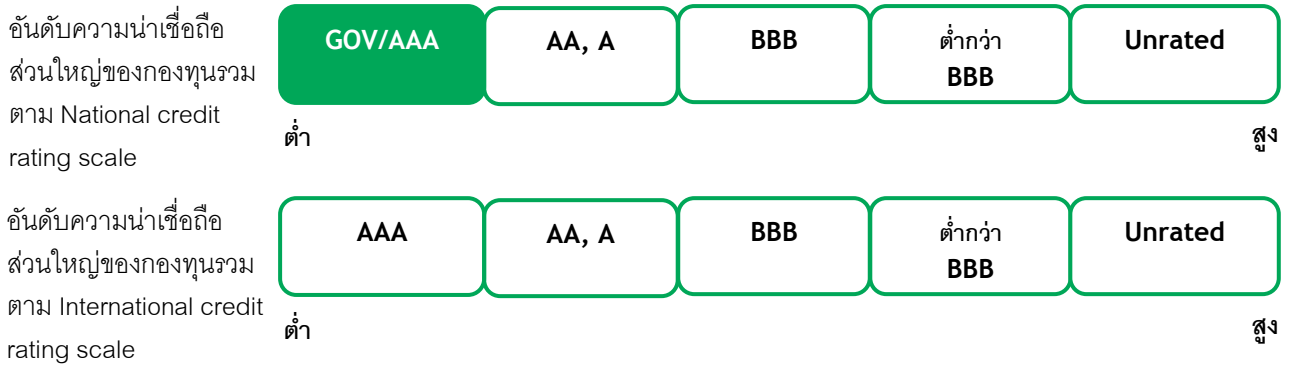 อันดับความน่าเชื่อถือ
ส่วนใหญ่ของกองทุนรวม
ตาม National credit
rating scale
GOV/AAA
AA, A
BBB
ต่ำกว่า
BBB
Unrated
ต่ำ
สูง
อันดับความน่าเชื่อถือ
ส่วนใหญ่ของกองทุนรวม
ตาม International credit
rating scale
AAA
AA, A
BBB
ต่ำกว่า
BBB
Unrated
ต่ำ
สูง